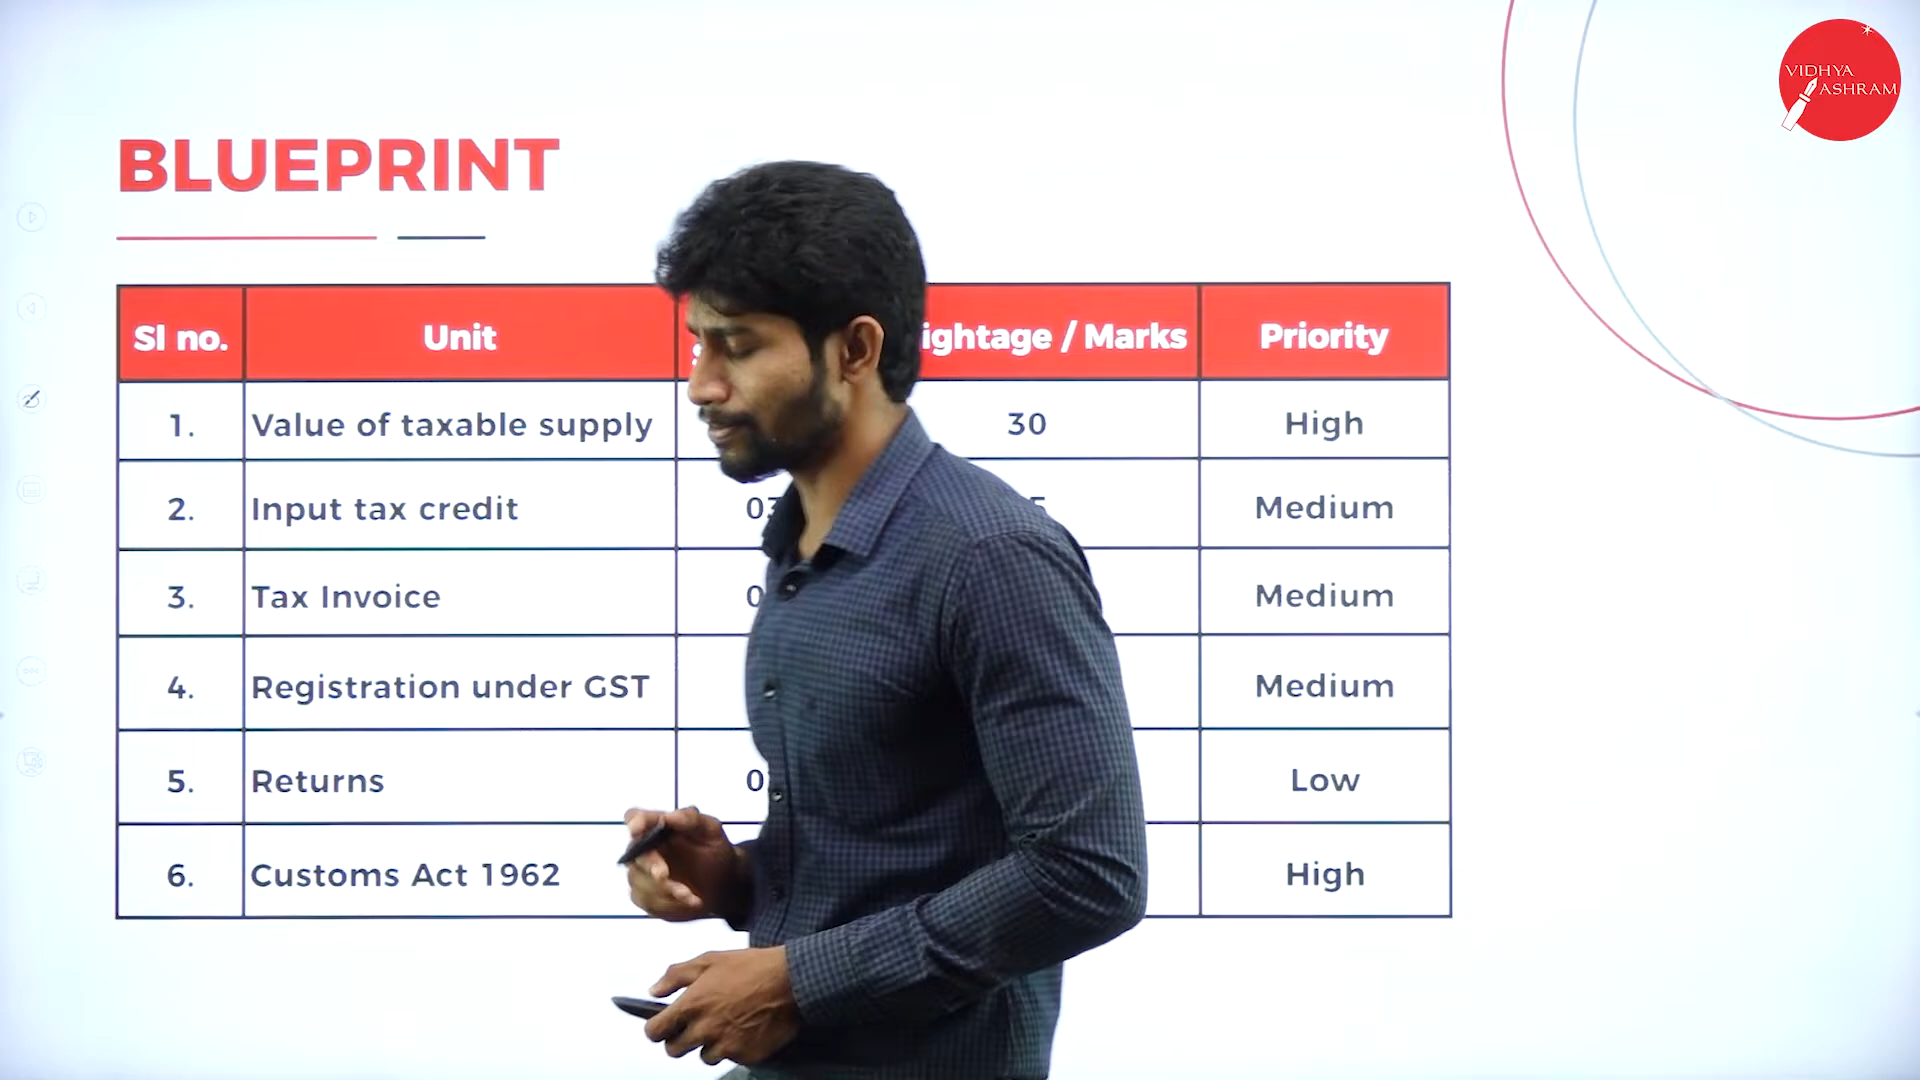 VIDHYA
ASHRAM
BLUEPRINT
Sl no. Unit / Marks Priority
1. Value of taxable supply 30 High
2. Input tax credit Medium
3. Tax Invoice Medium
4. Registration under GST Medium
5. Returns Low
6. Customs Act 1962 High